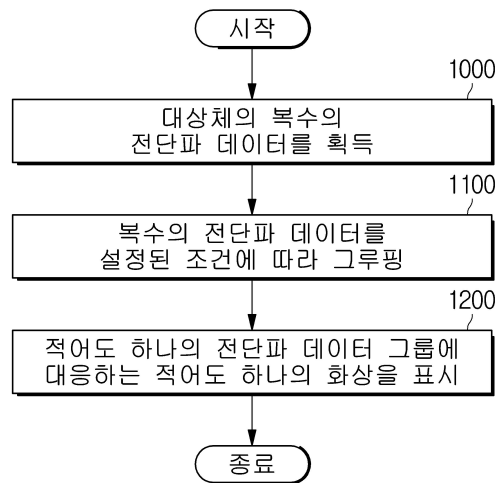 시작
1000
대상체의 복수의
전단파 데이터를 획득
1100
복수의 전단파 데이터를
설정된 조건에 따라 그루핑
1200
적어도 하나의 전단파 데이터 그룹에
대응하는 적어도 하나의 화상을 표시
종료